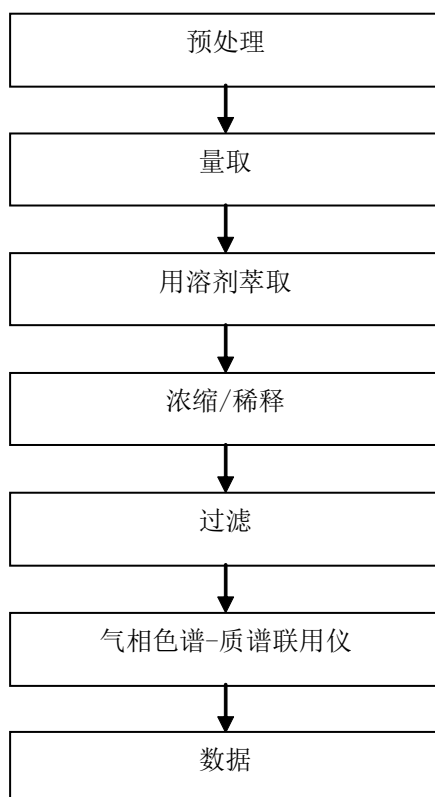 预处理
量取
用溶剂萃取
浓缩/稀释
过滤
气相色谱-质谱联用仪
数据